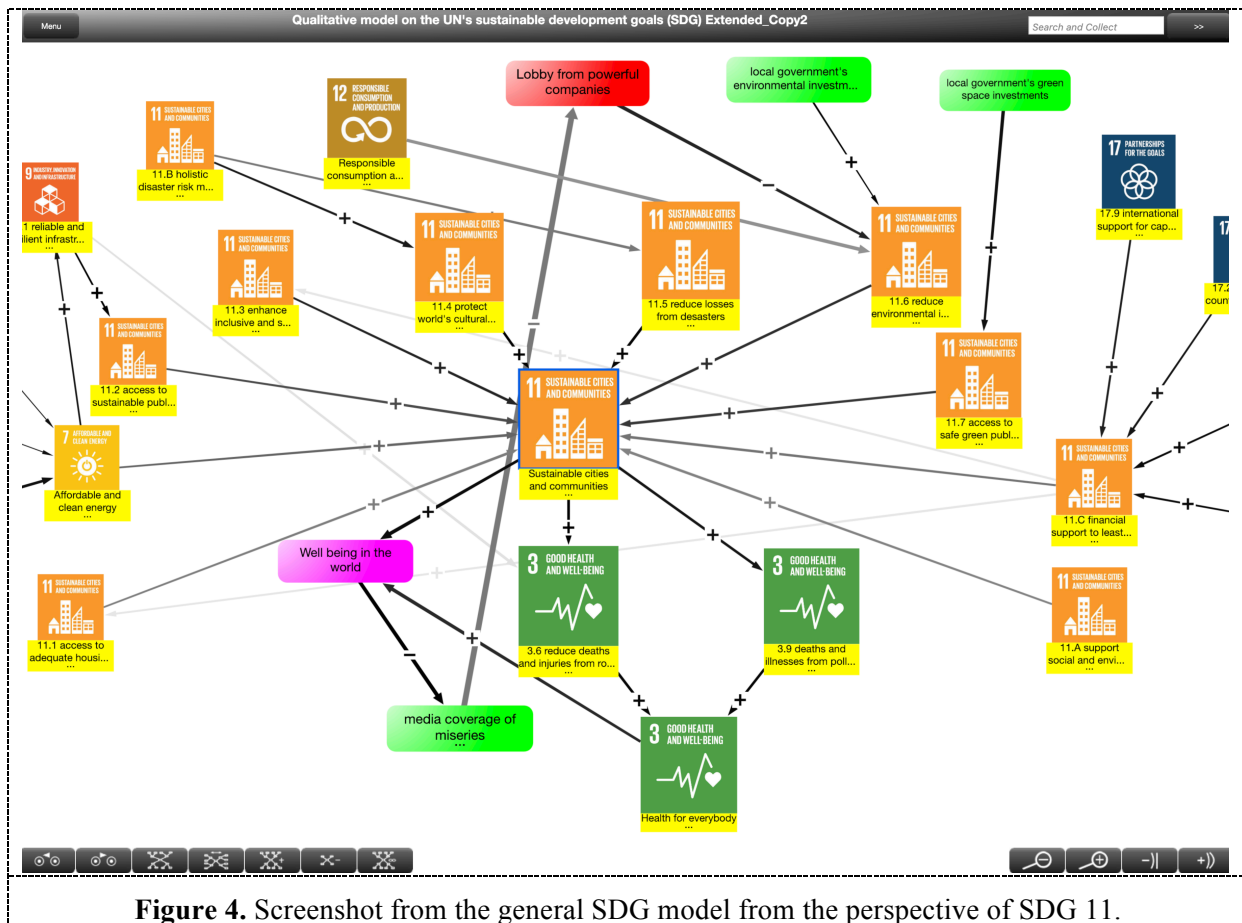 Menu
Qualitative model on the UN's sustainable development goals (SDG) Extended_Copy2
Search and Collect
>>
Lobby from powerful
companies
local government's
environmental investm...
local government's green
space investments
12 RESPONSIBLE
CONSUMPTION
AND PRODUCTION
Responsible
consumption a...
...
11 SUSTAINABLE CITIES
AND COMMUNITIES
11.B holistic
disaster risk m...
...
17 PARTNERSHIPS
FOR THE GOALS
17.9 international
support for cap...
...
9 INDUSTRY, INNOVATION
AND INFRASTRUCTURE
1 reliable and
ilient infrastr...
...
17
17.2
count
11 SUSTAINABLE CITIES
AND COMMUNITIES
11.3 enhance
inclusive and s...
...
11 SUSTAINABLE CITIES
AND COMMUNITIES
11.4 protect
world's cultural...
...
11 SUSTAINABLE CITIES
AND COMMUNITIES
11.5 reduce losses
from desasters
...
11 SUSTAINABLE CITIES
AND COMMUNITIES
11.6 reduce
environmental i...
...
11 SUSTAINABLE CITIES
AND COMMUNITIES
11.2 access to
sustainable publ...
...
11 SUSTAINABLE CITIES
AND COMMUNITIES
11.7 access to
safe green publ...
...
7 AFFORDABLE AND
CLEAN ENERGY
Affordable and
clean energy
...
11 SUSTAINABLE CITIES
AND COMMUNITIES
Sustainable cities
and communities
...
11 SUSTAINABLE CITIES
AND COMMUNITIES
11.C financial
support to least...
...
Well being in the
world
3 GOOD HEALTH
AND WELL-BEING
3.6 reduce deaths
and injuries from ro...
...
3 GOOD HEALTH
AND WELL-BEING
3.9 deaths and
illnesses from poll...
...
11 SUSTAINABLE CITIES
AND COMMUNITIES
11.1 access to
adequate housi...
...
11 SUSTAINABLE CITIES
AND COMMUNITIES
11.A support
social and envi...
...
media coverage of
miseries
...
3 GOOD HEALTH
AND WELL-BEING
Health for everybody
...
Figure 4. Screenshot from the general SDG model from the perspective of SDG 11.